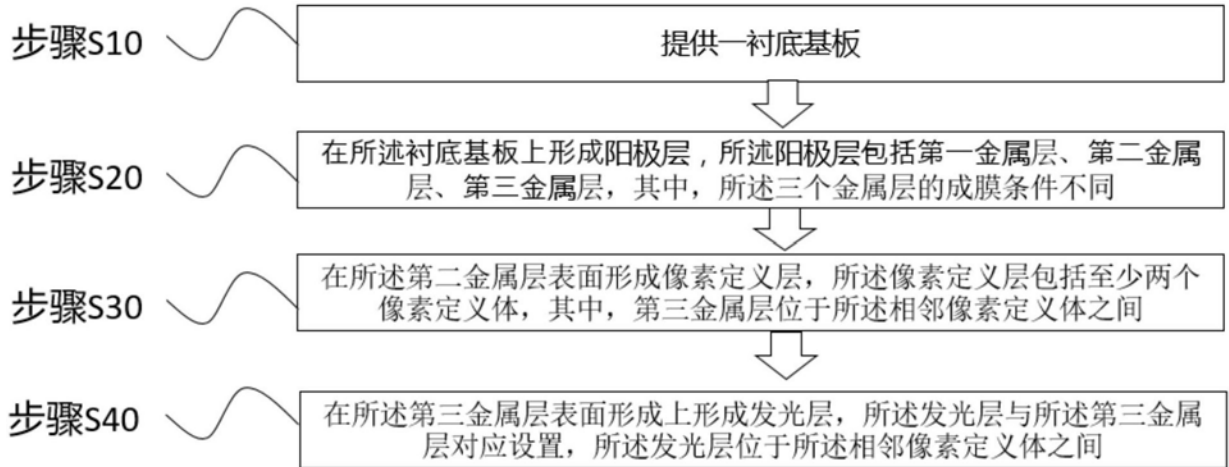 步骤S10
提供一衬底基板
步骤S20
在所述衬底基板上形成阳极层，所述阳极层包括第一金属层、第二金属
层、第三金属层，其中，所述三个金属层的成膜条件不同
步骤S30
在所述第二金属层表面形成像素定义层，所述像素定义层包括至少两个
像素定义体，其中，第三金属层位于所述相邻像素定义体之间
步骤S40
在所述第三金属层表面形成上形成发光层，所述发光层与所述第三金属
层对应设置，所述发光层位于所述相邻像素定义体之间